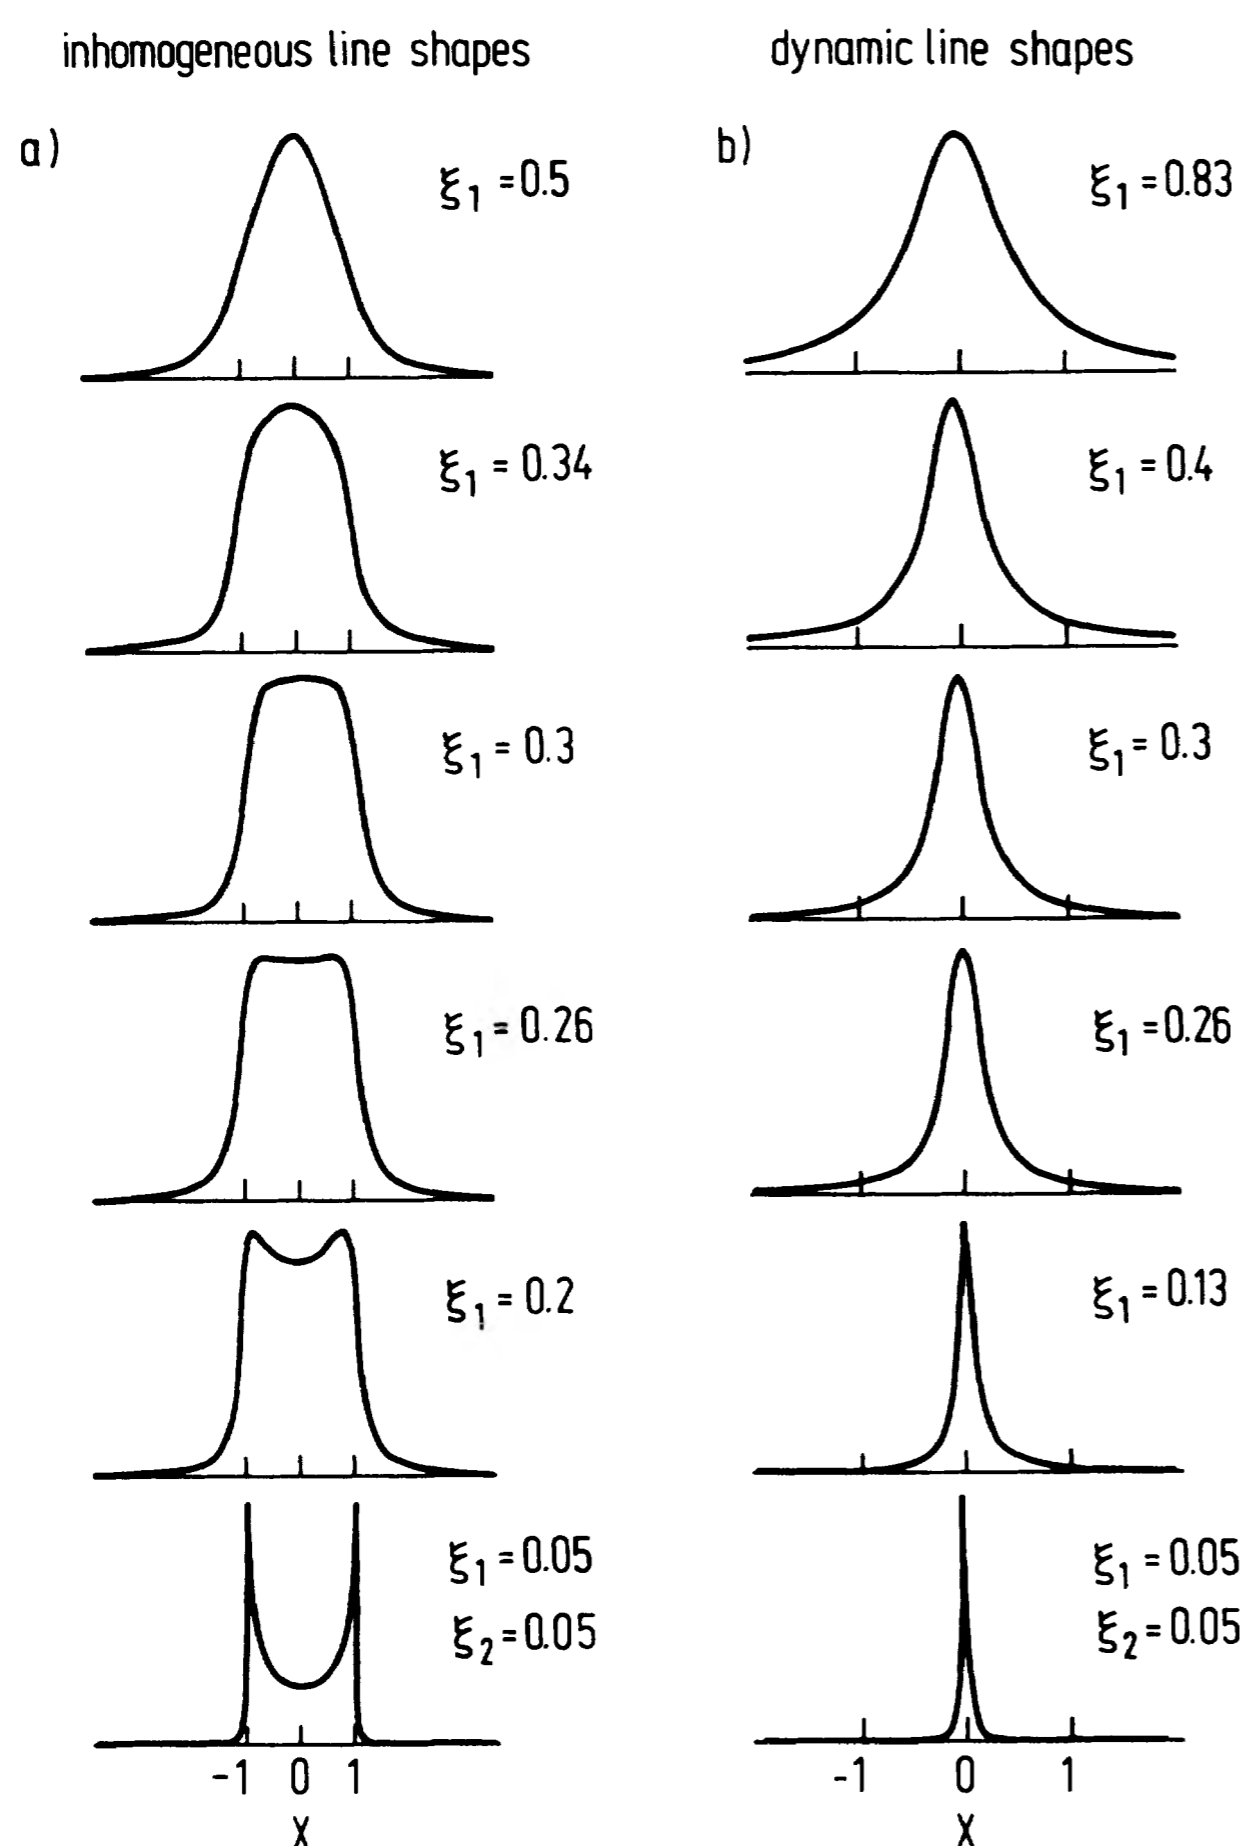 inhomogeneous line shapes
dynamic line shapes
a)
ξ₁ = 0.5
ξ₁ = 0.34
ξ₁ = 0.3
ξ₁ = 0.26
ξ₁ = 0.2
ξ₁ = 0.05
ξ₂ = 0.05
-1 0 1
X
b)
ξ₁ = 0.83
ξ₁ = 0.4
ξ₁ = 0.3
ξ₁ = 0.26
ξ₁ = 0.13
ξ₁ = 0.05
ξ₂ = 0.05
-1 0 1
X